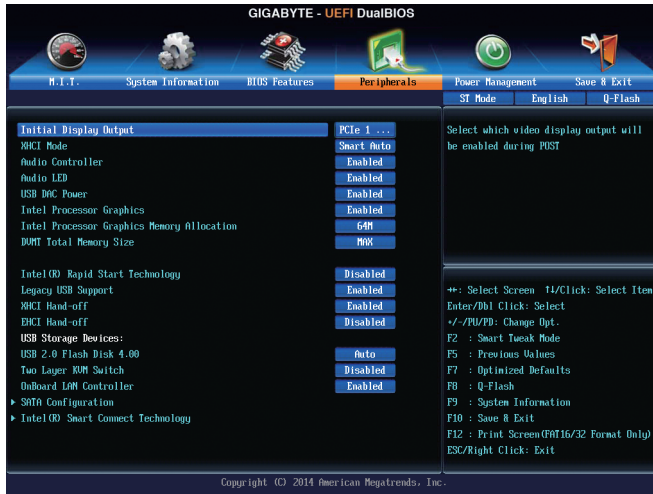 GIGABYTE - UEFI DualBIOS
M.I.T. System Information BIOS Features Peripherals Power Management Save & Exit
ST Mode English Q-Flash
Initial Display Output PCIe 1 ...
XHCI Mode Smart Auto
Audio Controller Enabled
Audio LED Enabled
USB DAC Power Enabled
Intel Processor Graphics Enabled
Intel Processor Graphics Memory Allocation 64M
DVMT Total Memory Size MAX
Intel(R) Rapid Start Technology Disabled
Legacy USB Support Enabled
XHCI Hand-off Enabled
EHCI Hand-off Disabled
USB Storage Devices:
USB 2.0 Flash Disk 4.00 Auto
Two Layer KVM Switch Disabled
OnBoard LAN Controller Enabled
SATA Configuration
Intel(R) Smart Connect Technology
Select which video display output will
be enabled during POST
→←: Select Screen ↑↓/Click: Select Item
Enter/Dbl Click: Select
+/-/PU/PD: Change Opt.
F2 : Smart Tweak Mode
F5 : Previous Values
F7 : Optimized Defaults
F8 : Q-Flash
F9 : System Information
F10 : Save & Exit
F12 : Print Screen(FAT16/32 Format Only)
ESC/Right Click: Exit
Copyright (C) 2014 American Megatrends, Inc.